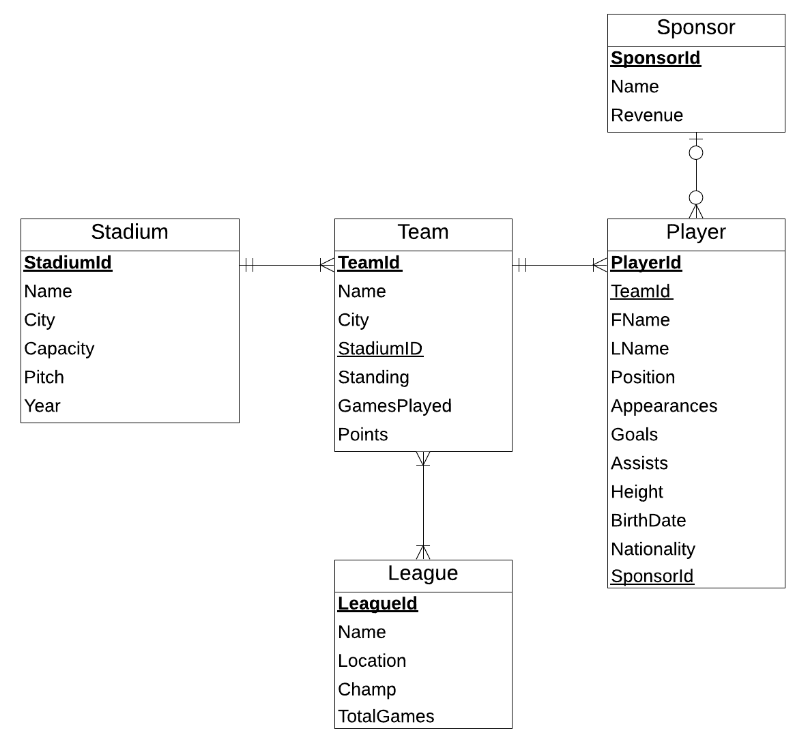 Sponsor
SponsorId
Name
Revenue
Stadium
StadiumId
Name
City
Capacity
Pitch
Year
Team
TeamId
Name
City
StadiumID
Standing
GamesPlayed
Points
Player
PlayerId
TeamId
FName
LName
Position
Appearances
Goals
Assists
Height
BirthDate
Nationality
SponsorId
League
LeagueId
Name
Location
Champ
TotalGames